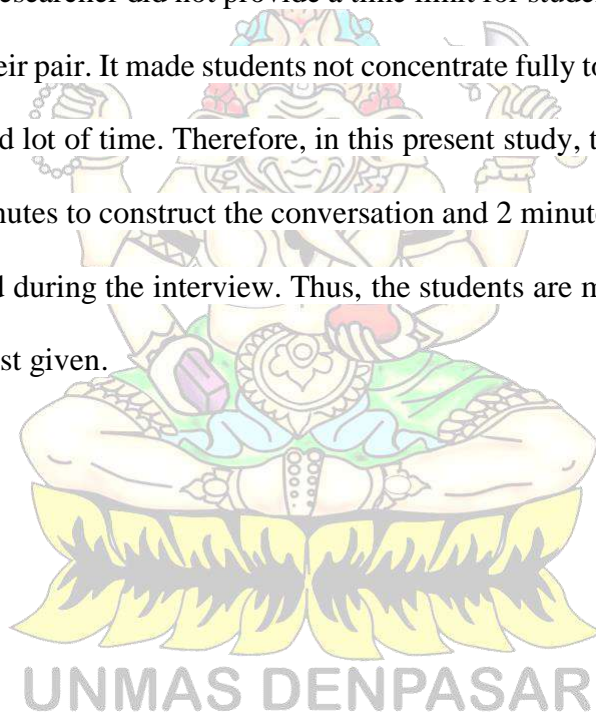 esearcher did not provide a time limit for stude
eir pair. It made students not concentrate fully to
d lot of time. Therefore, in this present study, t
nutes to construct the conversation and 2 minut
d during the interview. Thus, the students are m
st given.
UNMAS DENPASAR